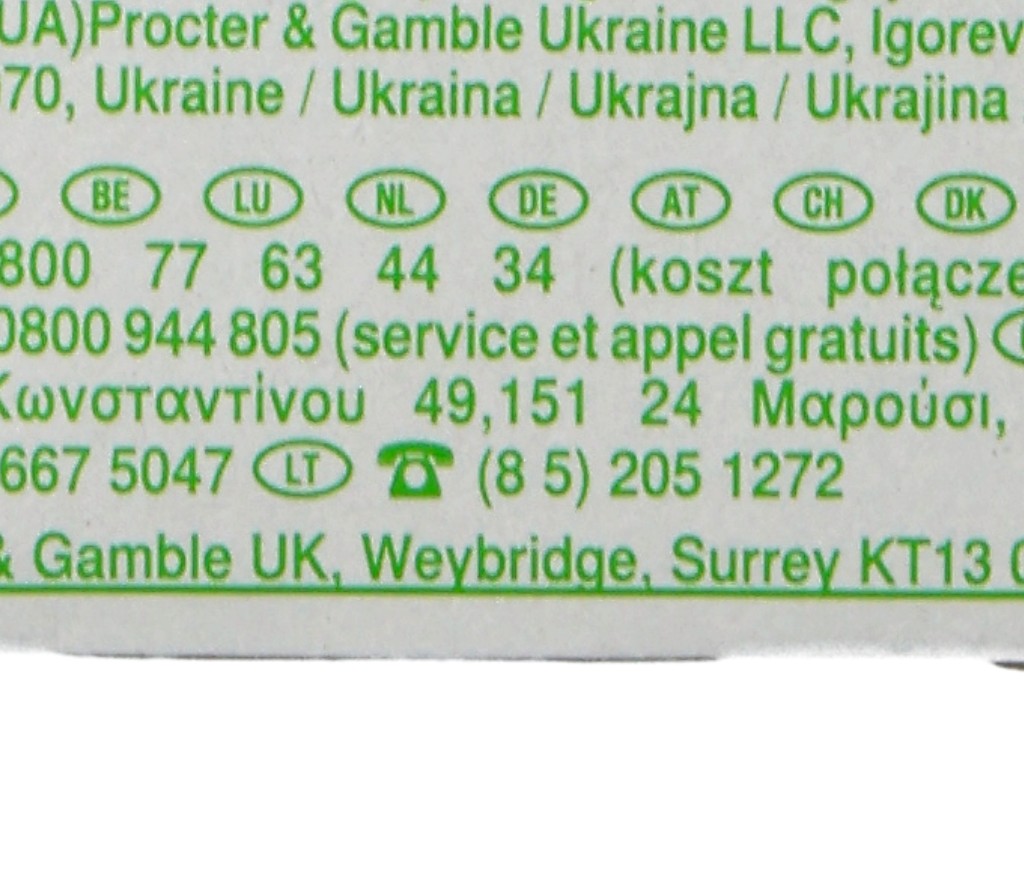 UA)Procter & Gamble Ukraine LLC, Igorev
070, Ukraine / Ukraina / Ukrajna / Ukrajina
BE LU NL DE AT CH DK
800 77 63 44 34 (koszt połącze
0800 944 805 (service et appel gratuits)
Κωνσταντίνου 49,151 24 Μαρούσι,
667 5047 LT ☎ (8 5) 205 1272
& Gamble UK, Weybridge, Surrey KT13 0